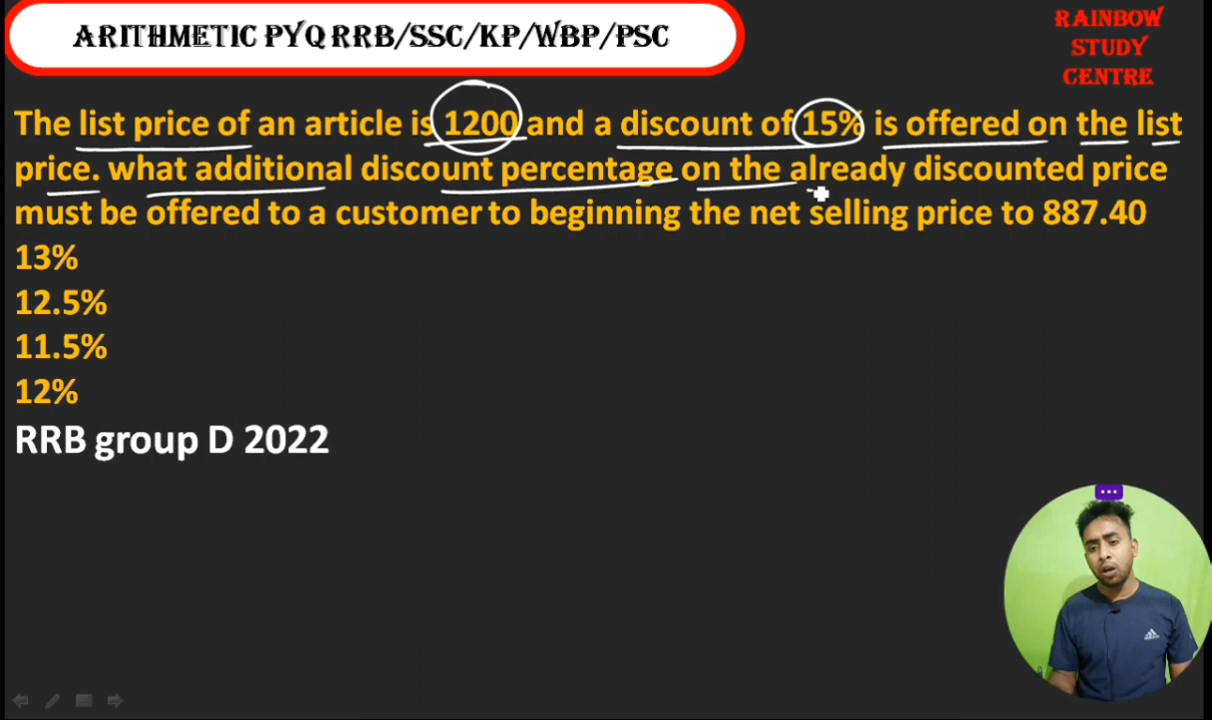 ARITHMETIC PYQ RRB/SSC/KP/WBP/PSC
RAINBOW
STUDY
CENTRE
The list price of an article is 1200 and a discount of 15% is offered on the list
price. what additional discount percentage on the already discounted price
must be offered to a customer to beginning the net selling price to 887.40
13%
12.5%
11.5%
12%
RRB group D 2022